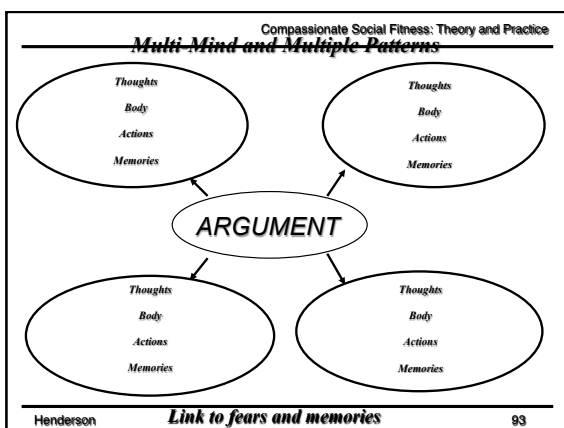 Compassionate Social Fitness: Theory and Practice
Multi-Mind and Multiple Patterns
Thoughts
Body
Actions
Memories
Thoughts
Body
Actions
Memories
ARGUMENT
Thoughts
Body
Actions
Memories
Thoughts
Body
Actions
Memories
Henderson
Link to fears and memories
93